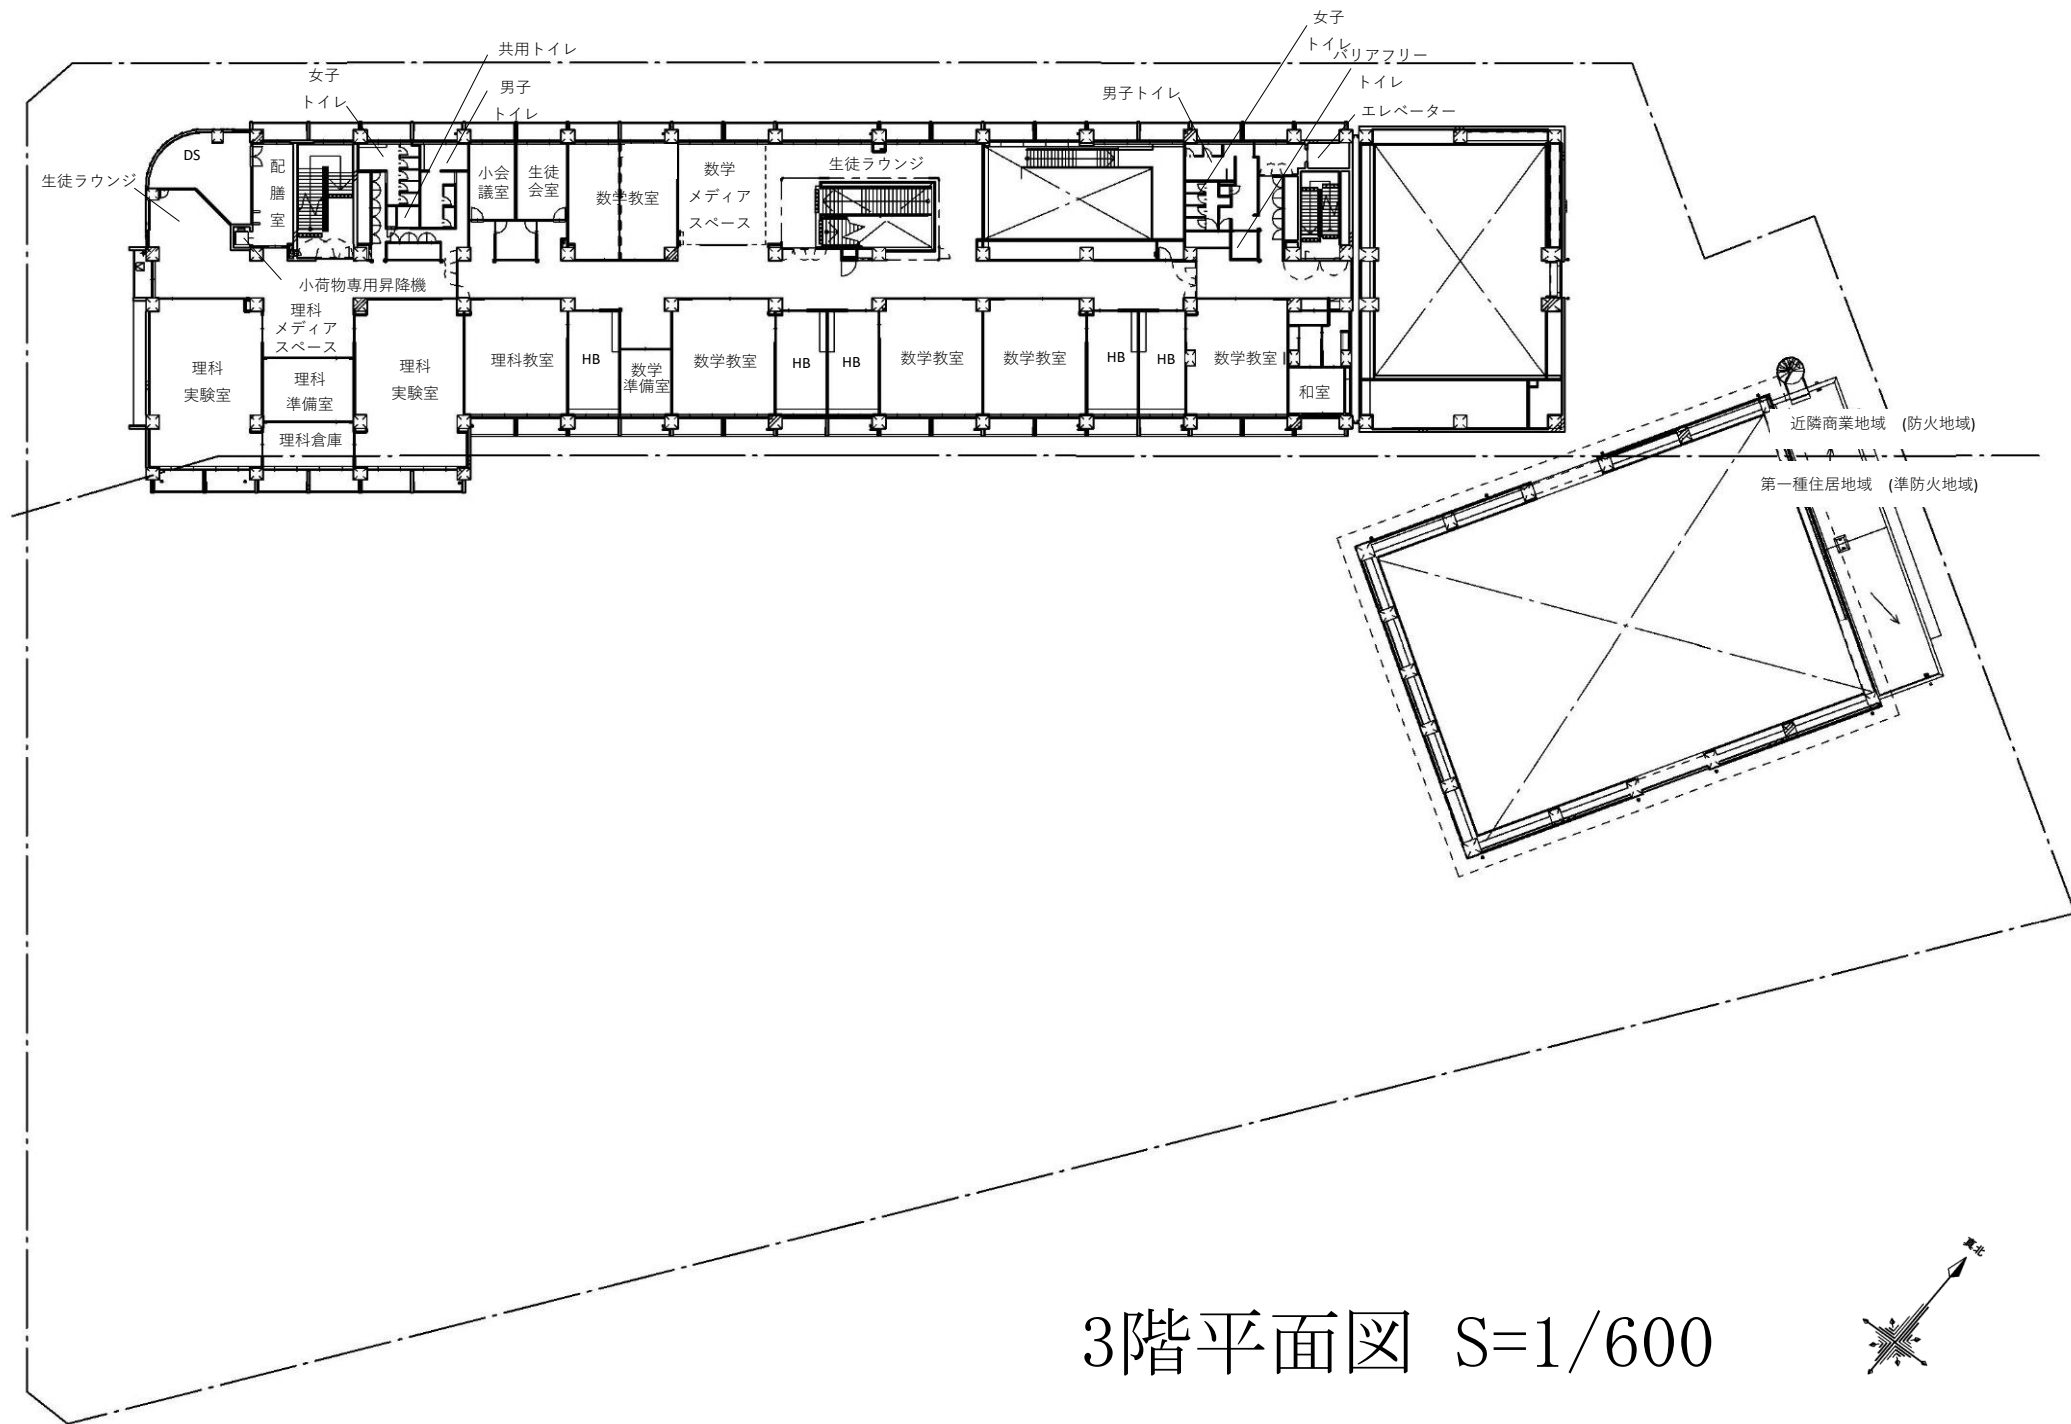 女子
トイレ
共用トイレ
男子
トイレ
女子
トイレ
男子トイレ
バリアフリー
トイレ
エレベーター
DS
生徒ラウンジ
配
膳
室
小会
議室
生徒
会室
数学教室
数学
メディア
スペース
生徒ラウンジ
小荷物専用昇降機
理科
メディア
スペース
理科
実験室
理科
準備室
理科倉庫
理科
実験室
理科教室
HB
数学
準備室
数学教室
HB
HB
数学教室
数学教室
HB
HB
数学教室
和室
近隣商業地域 (防火地域)
第一種住居地域 (準防火地域)
真北
3階平面図 S=1/600